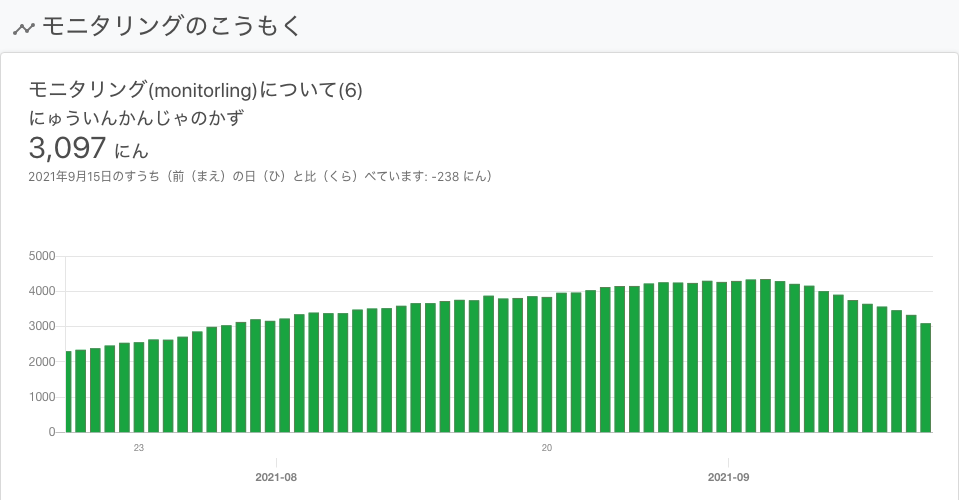 モニタリングのこうもく
モニタリング(monitorling)について(6)
にゅういんかんじゃのかず
3,097 にん
2021年9月15日のすうち（前（まえ）の日（ひ）と比（くら）べています: -238 にん）
5000
4000
3000
2000
1000
0
23
20
2021-08
2021-09